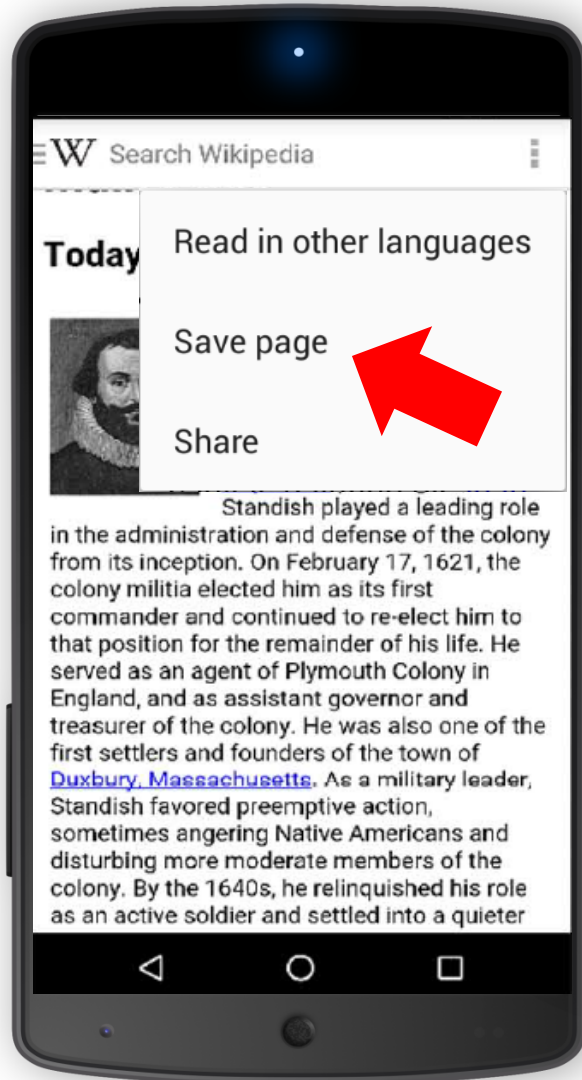 W Search Wikipedia
Today
Read in other languages
Save page
Share
Standish played a leading role
in the administration and defense of the colony
from its inception. On February 17, 1621, the
colony militia elected him as its first
commander and continued to re-elect him to
that position for the remainder of his life. He
served as an agent of Plymouth Colony in
England, and as assistant governor and
treasurer of the colony. He was also one of the
first settlers and founders of the town of
Duxbury, Massachusetts. As a military leader,
Standish favored preemptive action,
sometimes angering Native Americans and
disturbing more moderate members of the
colony. By the 1640s, he relinquished his role
as an active soldier and settled into a quieter